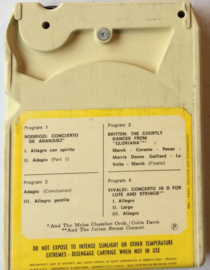 Program 1
RODRIGO: CONCIERTO
DE ARANJUEZ*
I. Allegro con spirito
II. Adagio (Part 1)
Program 2
BRITTEN: THE COURTLY
DANCES FROM
"GLORIANA"**
March - Coranto - Pavan -
Morris Dance Galliard - La
Volta - March (Finale)
Program 3
Adagio (Conclusion)
III. Allegro gentile
Program 4
VIVALDI: CONCERTO IN D FOR
LUTE AND STRINGS**
I. Allegro
II. Largo
III. Allegro
*And The Melos Chamber Orch./Colin Davis
**And The Julian Bream Consort
P
DO NOT EXPOSE TO INTENSE SUNLIGHT OR OTHER TEMPERATURE
EXTREMES - DISENGAGE CARTRIDGE WHEN NOT IN USE